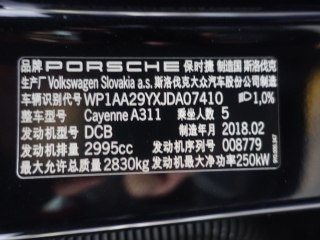 品牌 PORSCHE 保时捷 制造国 斯洛伐克
生产厂 Volkswagen Slovakia a.s. 斯洛伐克大众汽车股份公司制造
车辆识别代号 WP1AA29YXJDA07410 1,0%
整车型号 Cayenne A311 乘坐人数 5
发动机型号 DCB 制造年月 2018.02
发动机排量 2995cc 发动机号 008779
最大允许总质量 2830kg 发动机最大净功率 250kW